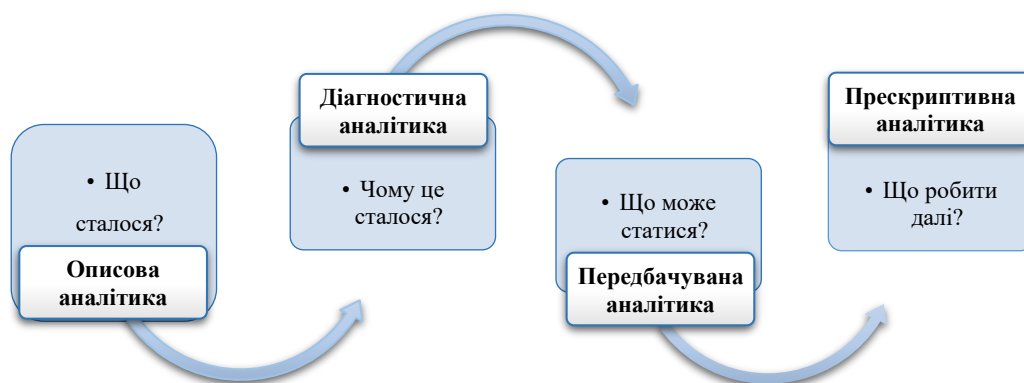 • Що
сталося?
Описова
аналітика
Діагностична
аналітика
• Чому це
сталося?
• Що може
статися?
Передбачувана
аналітика
Прескриптивна
аналітика
• Що робити
далі?